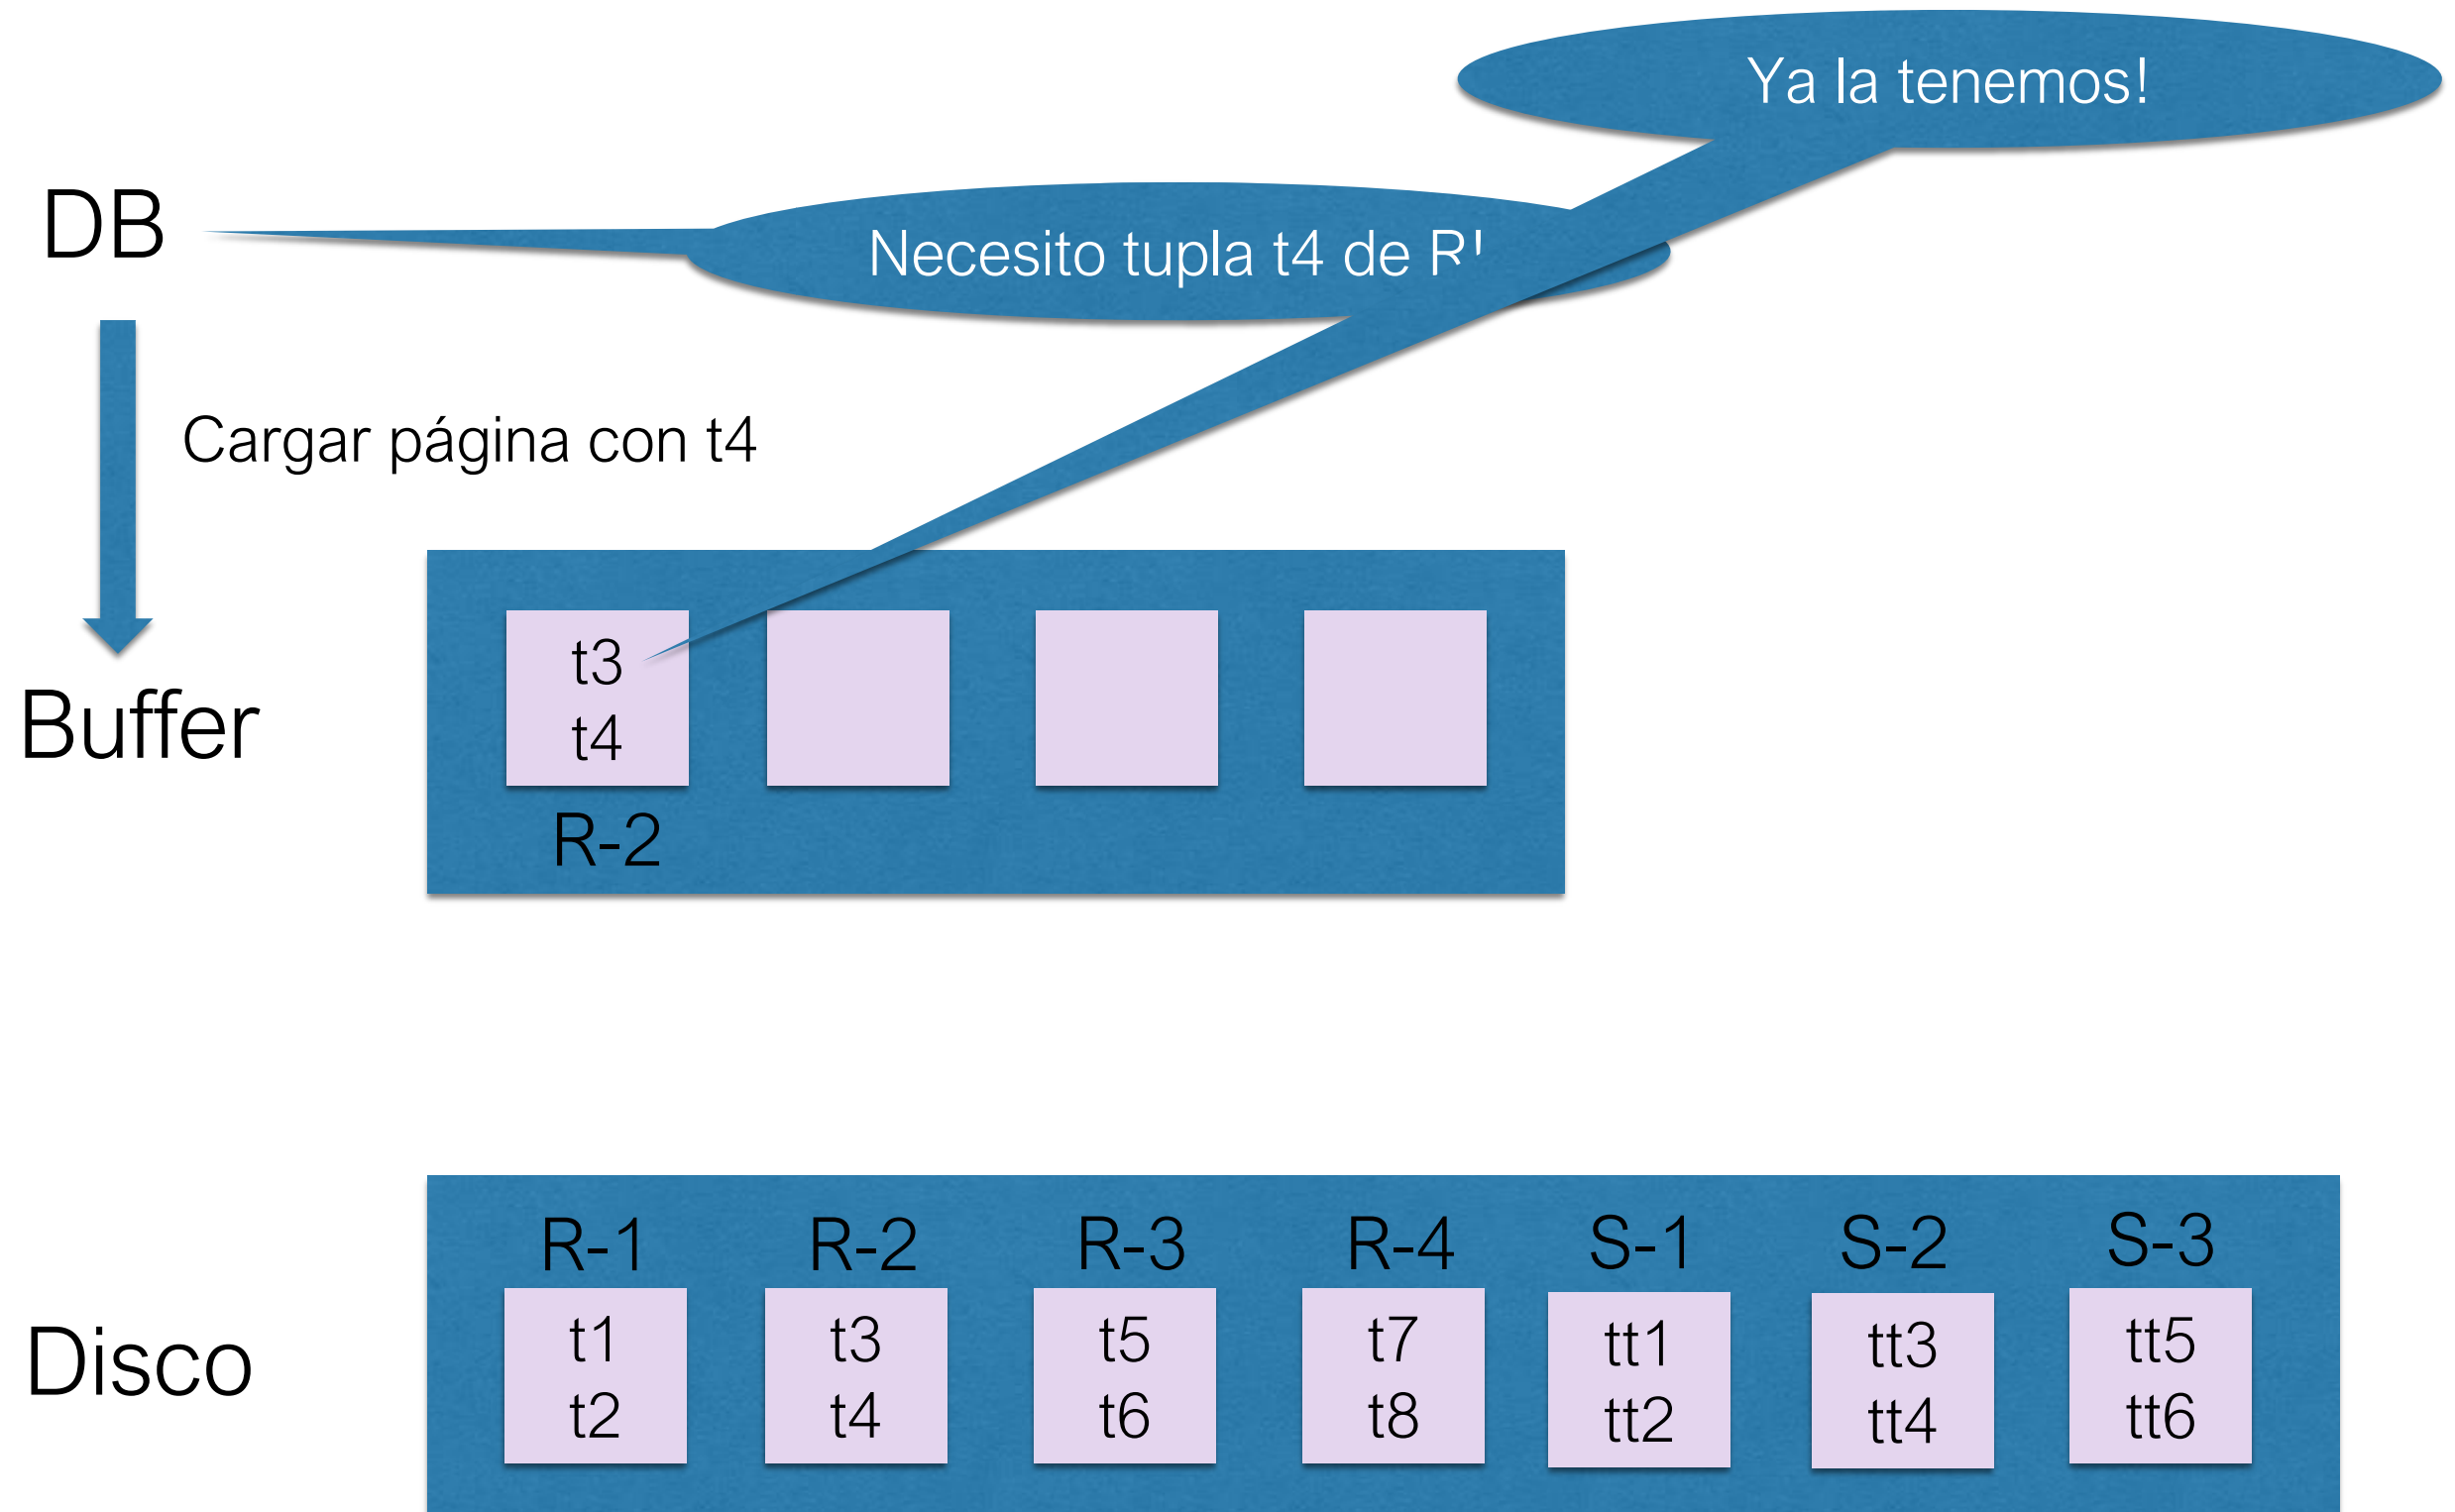 Ya la tenemos!
DB
Necesito tupla t4 de R!
Cargar página con t4
Buffer
t3
t4
R-2
Disco
R-1
t1
t2
R-2
t3
t4
R-3
t5
t6
R-4
t7
t8
S-1
tt1
tt2
S-2
tt3
tt4
S-3
tt5
tt6